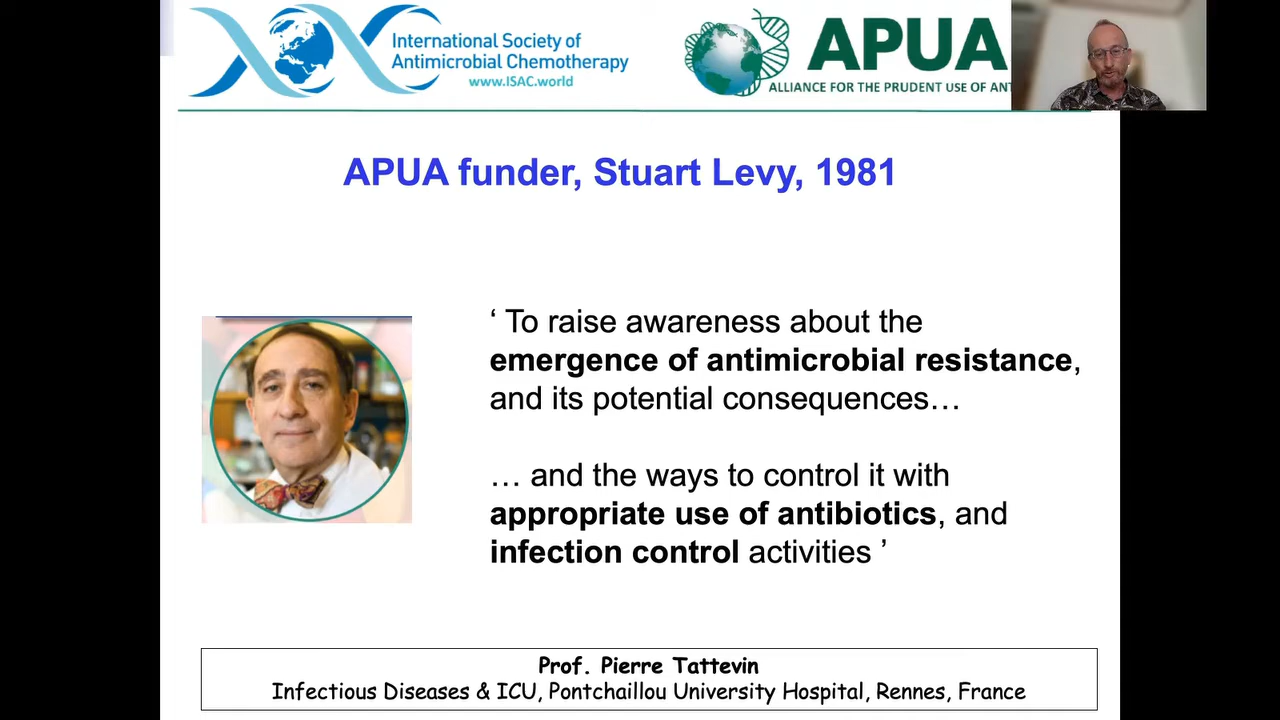 International Society of
Antimicrobial Chemotherapy
www.ISAC.world
APUA
ALLIANCE FOR THE PRUDENT USE OF
APUA funder, Stuart Levy, 1981
‘ To raise awareness about the
emergence of antimicrobial resistance,
and its potential consequences…
… and the ways to control it with
appropriate use of antibiotics, and
infection control activities ’
Prof. Pierre Tattevin
Infectious Diseases & ICU, Pontchaillou University Hospital, Rennes, France